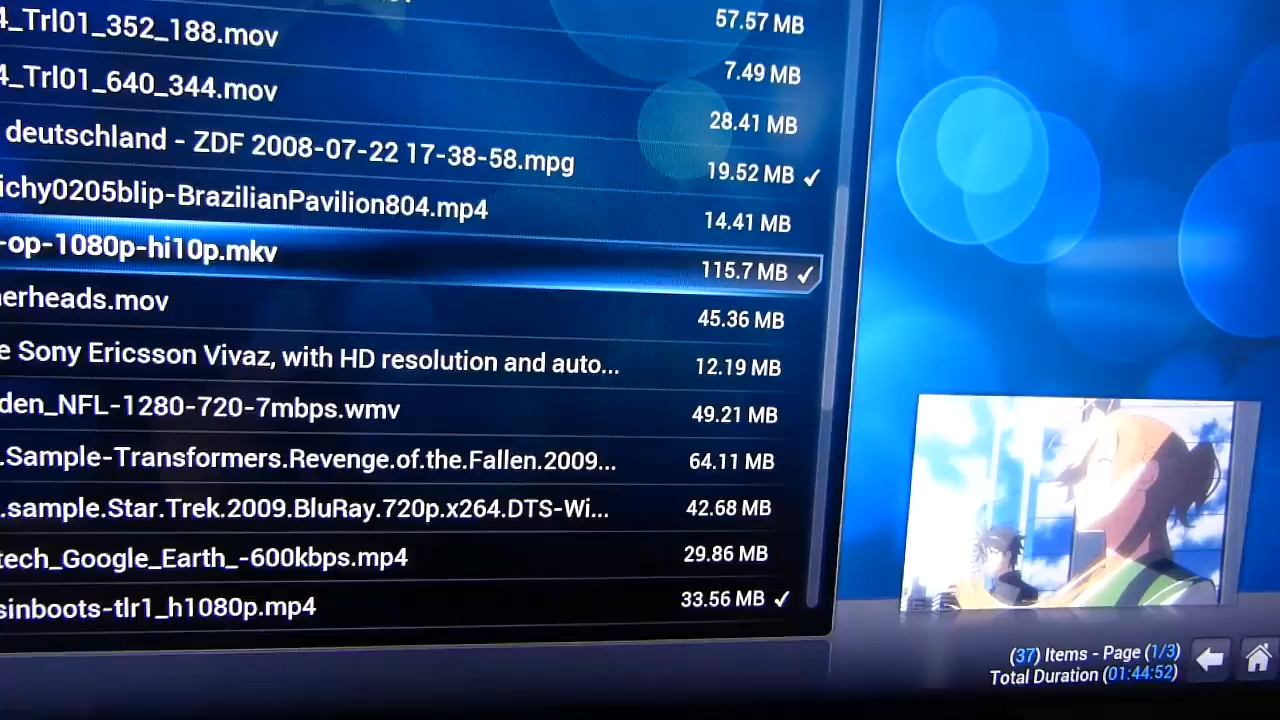 57.57 MB
4_Trl01_352_188.mov
7.49 MB
4_Trl01_640_344.mov
28.41 MB
deutschland - ZDF 2008-07-22 17-38-58.mpg
19.52 MB ✓
ichy0205blip-BrazilianPavilion804.mp4
14.41 MB
-op-1080p-hi10p.mkv
115.7 MB ✓
erheads.mov
45.36 MB
e Sony Ericsson Vivaz, with HD resolution and auto...
12.19 MB
den_NFL-1280-720-7mbps.wmv
49.21 MB
.Sample-Transformers.Revenge.of.the.Fallen.2009...
64.11 MB
.sample.Star.Trek.2009.BluRay.720p.x264.DTS-Wi...
42.68 MB
tech_Google_Earth_-600kbps.mp4
29.86 MB
sinboots-tlr1_h1080p.mp4
33.56 MB ✓
(37) Items - Page (1/3)
Total Duration (01:44:52)